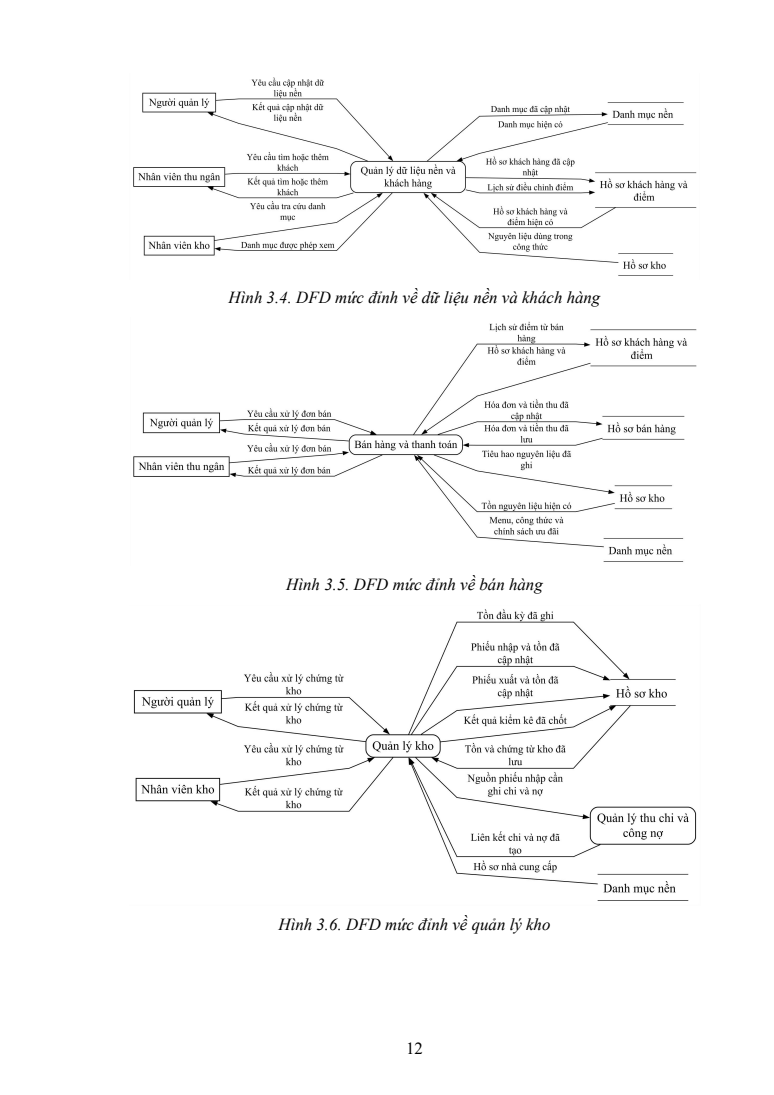 Yêu cầu cập nhật dữ
liệu nền
Người quản lý
Kết quả cập nhật dữ
liệu nền
Danh mục đã cập nhật
Danh mục nền
Danh mục hiện có
Yêu cầu tìm hoặc thêm
khách
Nhân viên thu ngân
Kết quả tìm hoặc thêm
khách
Quản lý dữ liệu nền và
khách hàng
Hồ sơ khách hàng đã cập
nhật
Lịch sử điều chỉnh điểm
Hồ sơ khách hàng và
điểm
Yêu cầu tra cứu danh
mục
Hồ sơ khách hàng và
điểm hiện có
Nhân viên kho
Danh mục được phép xem
Nguyên liệu dùng trong
công thức
Hồ sơ kho
Hình 3.4. DFD mức đỉnh về dữ liệu nền và khách hàng
Lịch sử điểm từ bán
hàng
Hồ sơ khách hàng và
điểm
Hồ sơ khách hàng và
điểm
Người quản lý
Yêu cầu xử lý đơn bán
Kết quả xử lý đơn bán
Hóa đơn và tiền thu đã
cập nhật
Hóa đơn và tiền thu đã
lưu
Hồ sơ bán hàng
Bán hàng và thanh toán
Nhân viên thu ngân
Yêu cầu xử lý đơn bán
Kết quả xử lý đơn bán
Tiêu hao nguyên liệu đã
ghi
Hồ sơ kho
Tồn nguyên liệu hiện có
Menu, công thức và
chính sách ưu đãi
Danh mục nền
Hình 3.5. DFD mức đỉnh về bán hàng
Tồn đầu kỳ đã ghi
Phiếu nhập và tồn đã
cập nhật
Yêu cầu xử lý chứng từ
kho
Người quản lý
Kết quả xử lý chứng từ
kho
Phiếu xuất và tồn đã
cập nhật
Hồ sơ kho
Kết quả kiểm kê đã chốt
Quản lý kho
Yêu cầu xử lý chứng từ
kho
Tồn và chứng từ kho đã
lưu
Nhân viên kho
Kết quả xử lý chứng từ
kho
Nguồn phiếu nhập cần
ghi chi và nợ
Quản lý thu chi và
công nợ
Liên kết chi và nợ đã
tạo
Hồ sơ nhà cung cấp
Danh mục nền
Hình 3.6. DFD mức đỉnh về quản lý kho
12